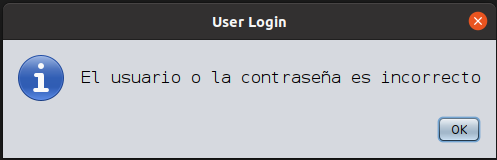 User Login
El usuario o la contraseña es incorrecto
OK